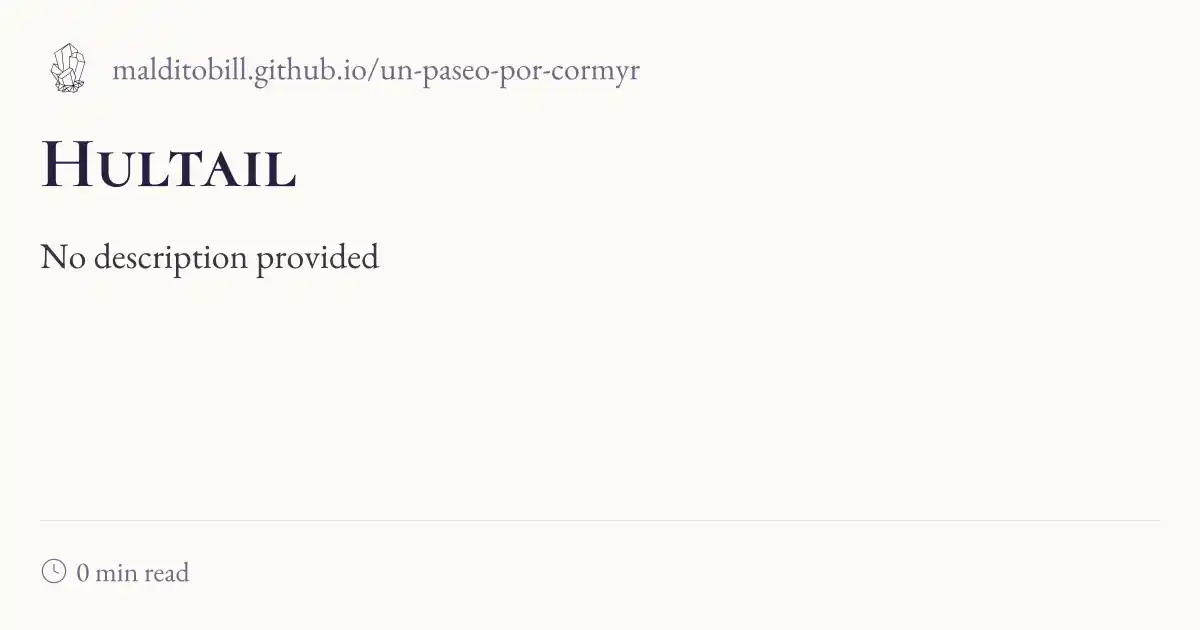 malditobill.github.io/un-paseo-por-cormyr
Hultail
No description provided
0 min read